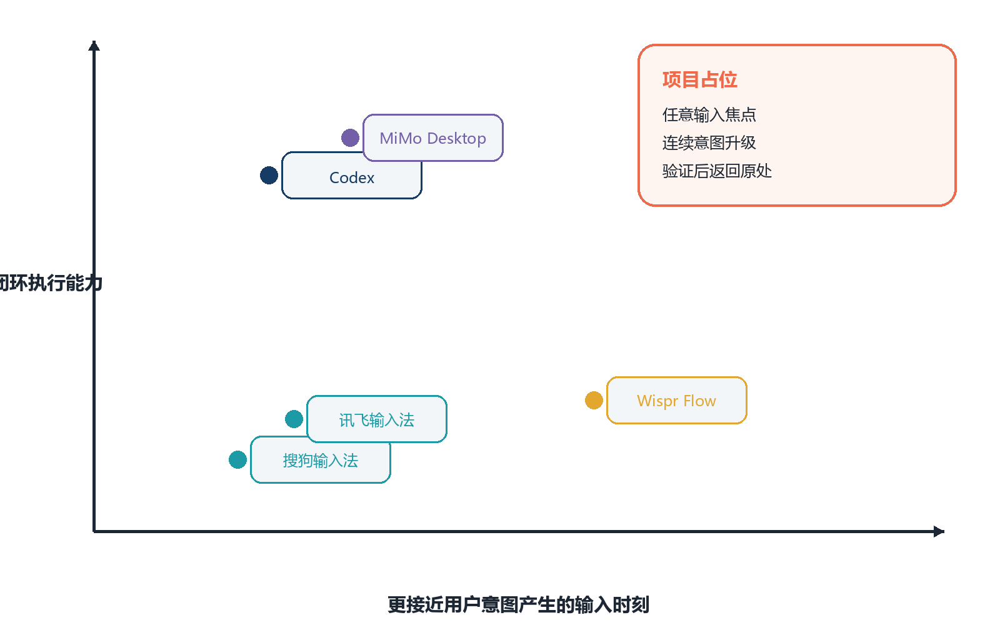 项目占位
任意输入焦点
连续意图升级
验证后返回原处
MiMo Desktop
Codex
闭环执行能力
Wispr Flow
讯飞输入法
搜狗输入法
更接近用户意图产生的输入时刻